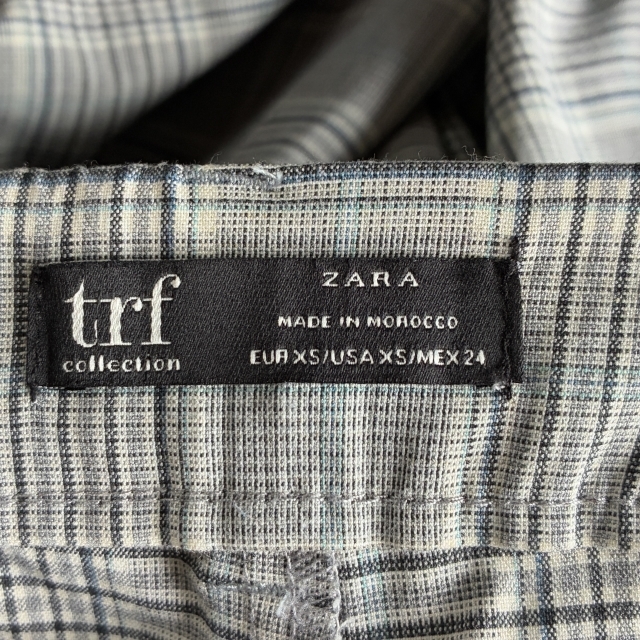 trf
collection
ZARA
MADE IN MOROCCO
EUR XS/USA XS/MEX 24